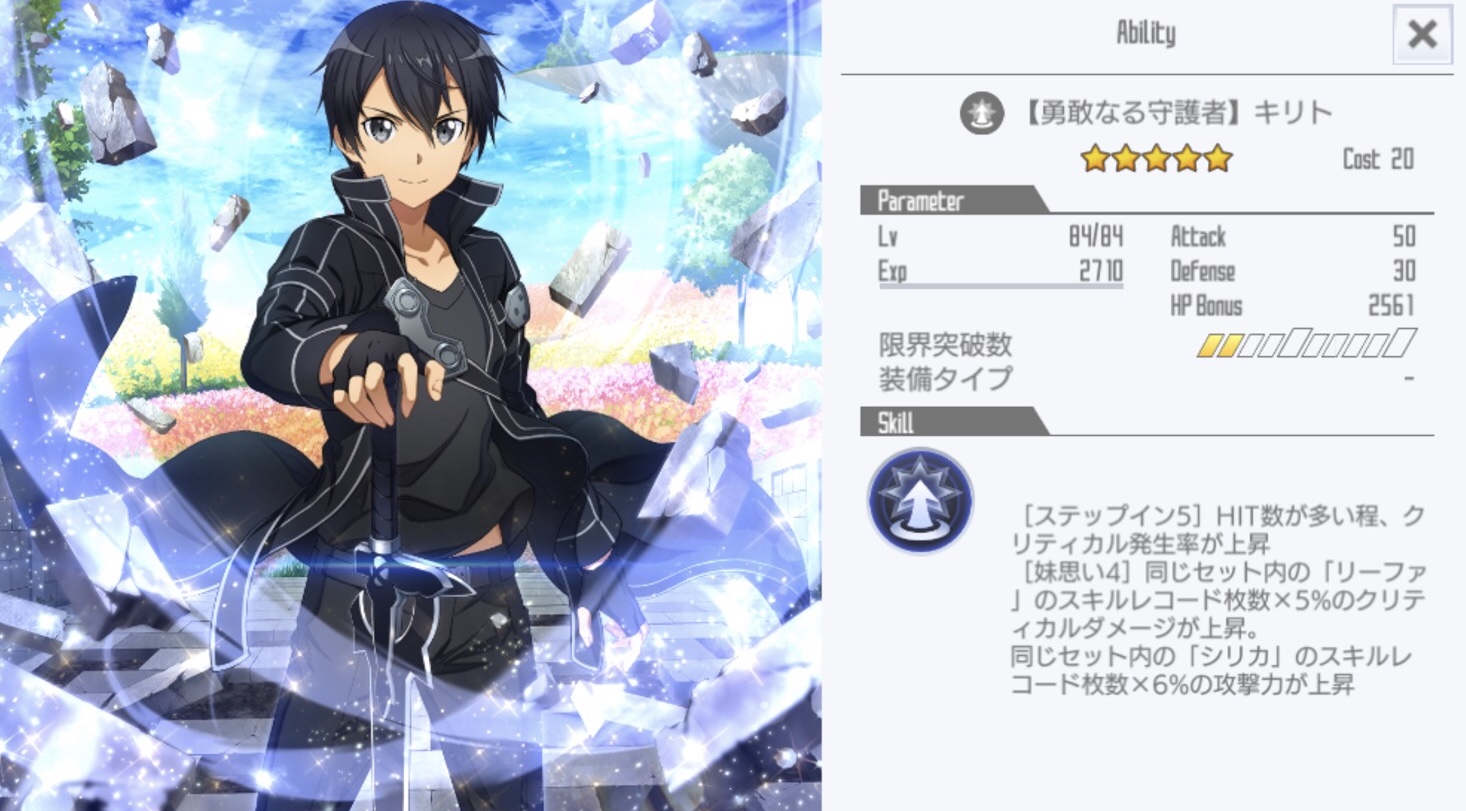 Ability
【勇敢なる守護者】キリト
Cost 20
Parameter
Lv 84/84 Attack 50
Exp 2710 Defense 30
HP Bonus 2561
限界突破数
装備タイプ -
Skill
［ステップイン5］HIT数が多い程、ク
リティカル発生率が上昇
［妹思い4］同じセット内の「リーファ
」のスキルレコード枚数×5%のクリテ
ィカルダメージが上昇。
同じセット内の「シリカ」のスキルレ
コード枚数×6%の攻撃力が上昇